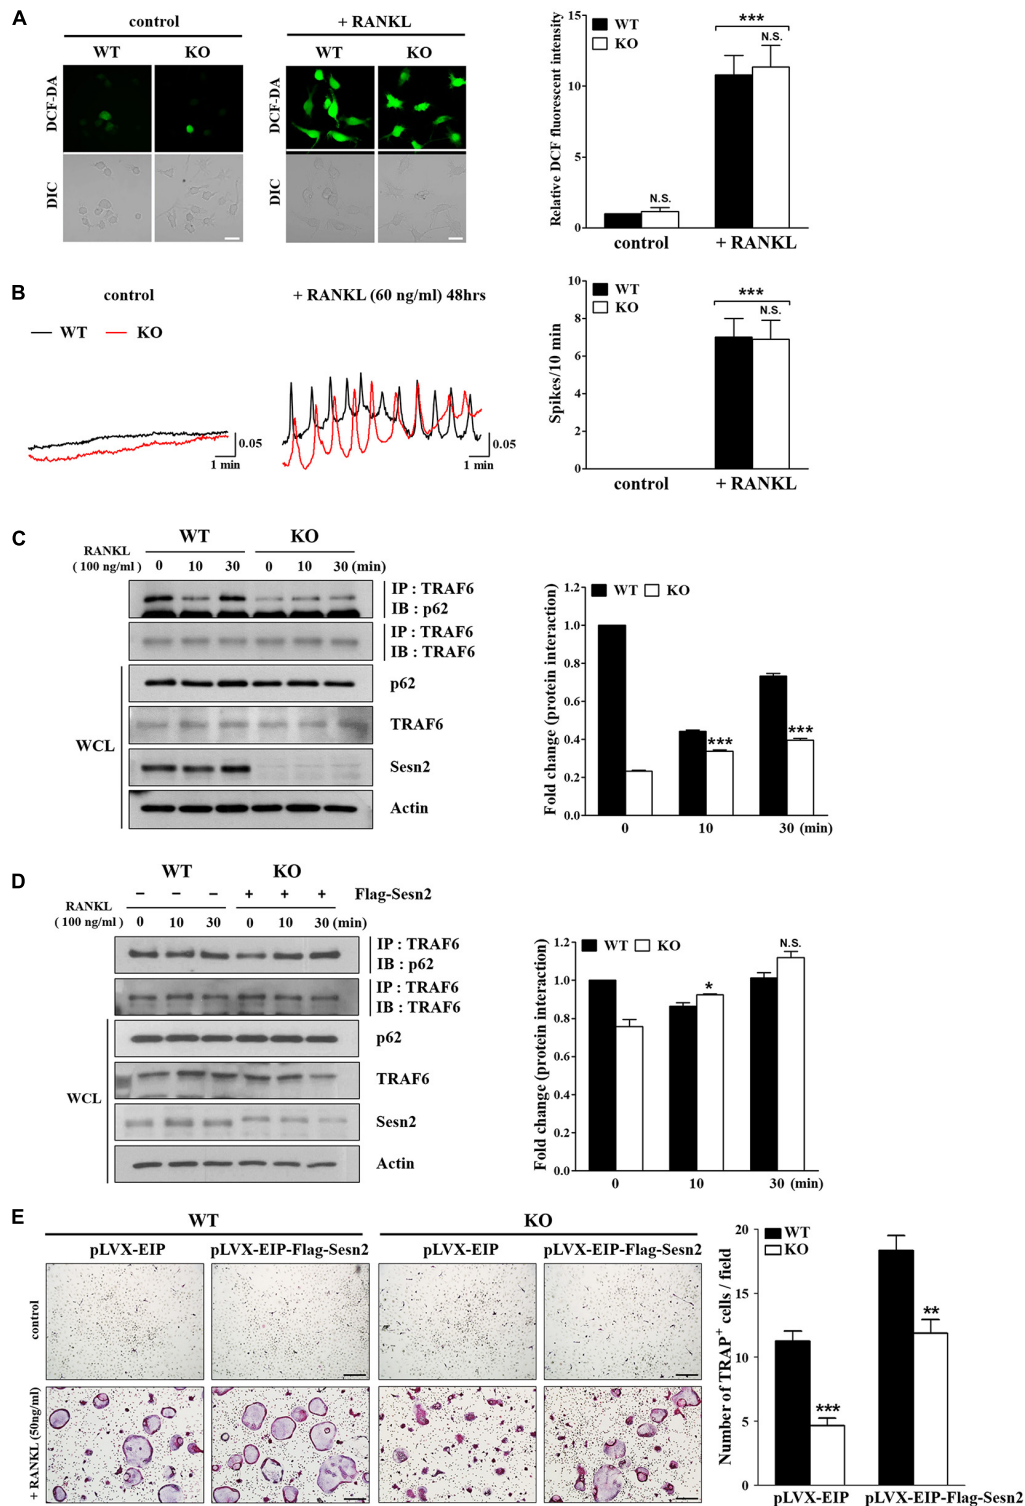 A
control
+ RANKL
WT
KO
WT
KO
DCF-DA
DIC
DCF-DA
DIC
Relative DCF fluorescent intensity
15
10
5
0
WT
KO
***
N.S.
N.S.
control
+ RANKL
B
control
+ RANKL (60 ng/ml) 48hrs
WT
KO
0.05
1 min
0.05
1 min
Spikes/10 min
8
6
4
2
0
WT
KO
***
N.S.
control
+ RANKL
C
WT
KO
RANKL
( 100 ng/ml )
0 10 30 0 10 30 (min)
IP : TRAF6
IB : p62
IP : TRAF6
IB : TRAF6
WCL
p62
TRAF6
Sesn2
Actin
Fold change (protein interaction)
1.2
1.0
0.8
0.6
0.4
0.2
0.0
WT
KO
***
***
0 10 30 (min)
D
WT
KO
− − − + + + Flag-Sesn2
RANKL
( 100 ng/ml )
0 10 30 0 10 30 (min)
IP : TRAF6
IB : p62
IP : TRAF6
IB : TRAF6
WCL
p62
TRAF6
Sesn2
Actin
Fold change (protein interaction)
1.2
1.0
0.8
0.6
0.4
0.2
0.0
WT
KO
*
N.S.
0 10 30 (min)
E
WT
KO
pLVX-EIP
pLVX-EIP-Flag-Sesn2
pLVX-EIP
pLVX-EIP-Flag-Sesn2
control
+ RANKL (50ng/ml)
Number of TRAP+ cells / field
20
15
10
5
0
WT
KO
***
**
pLVX-EIP
pLVX-EIP-Flag-Sesn2